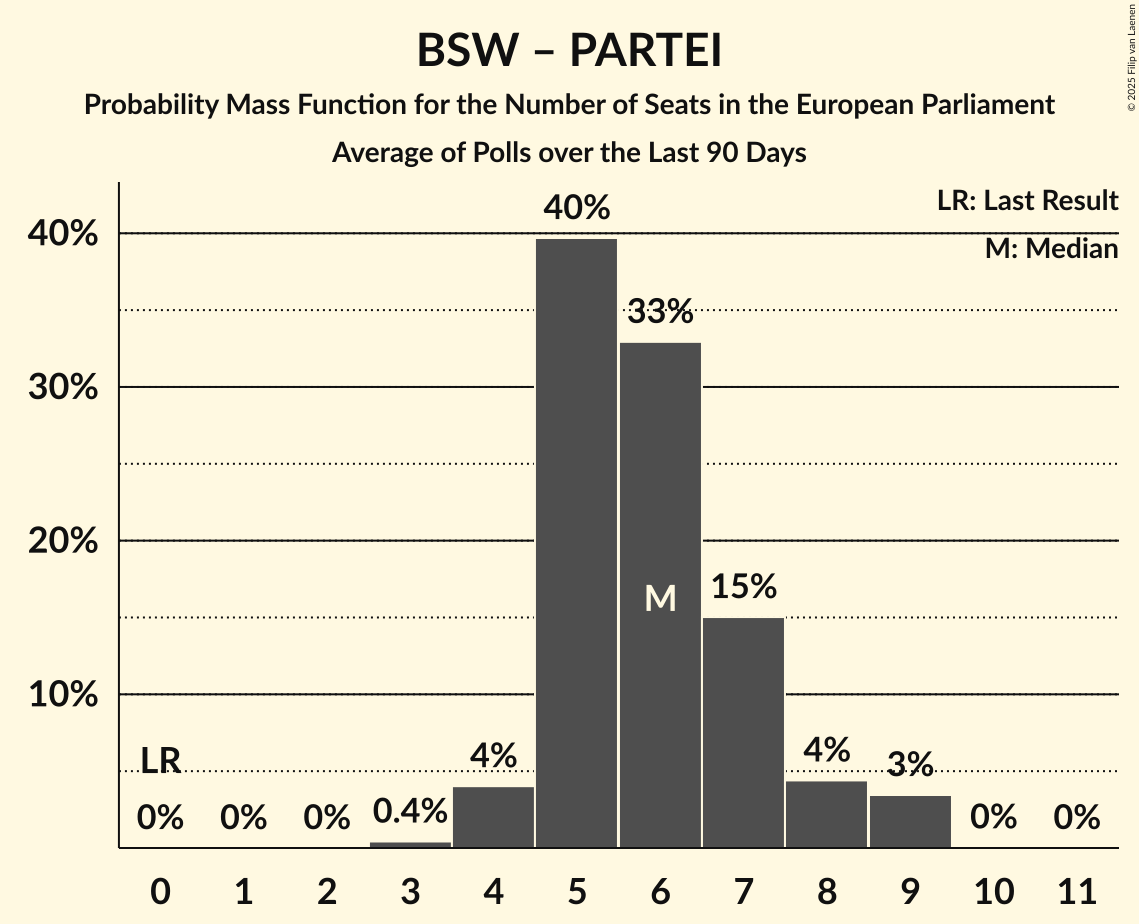 BSW – PARTEI
Probability Mass Function for the Number of Seats in the European Parliament
Average of Polls over the Last 90 Days
© 2025 Filip van Laenen
LR: Last Result
M: Median
40%
30%
20%
10%
LR
0%
0%
0%
0.4%
4%
40%
33%
M
15%
4%
3%
0%
0%
0 1 2 3 4 5 6 7 8 9 10 11